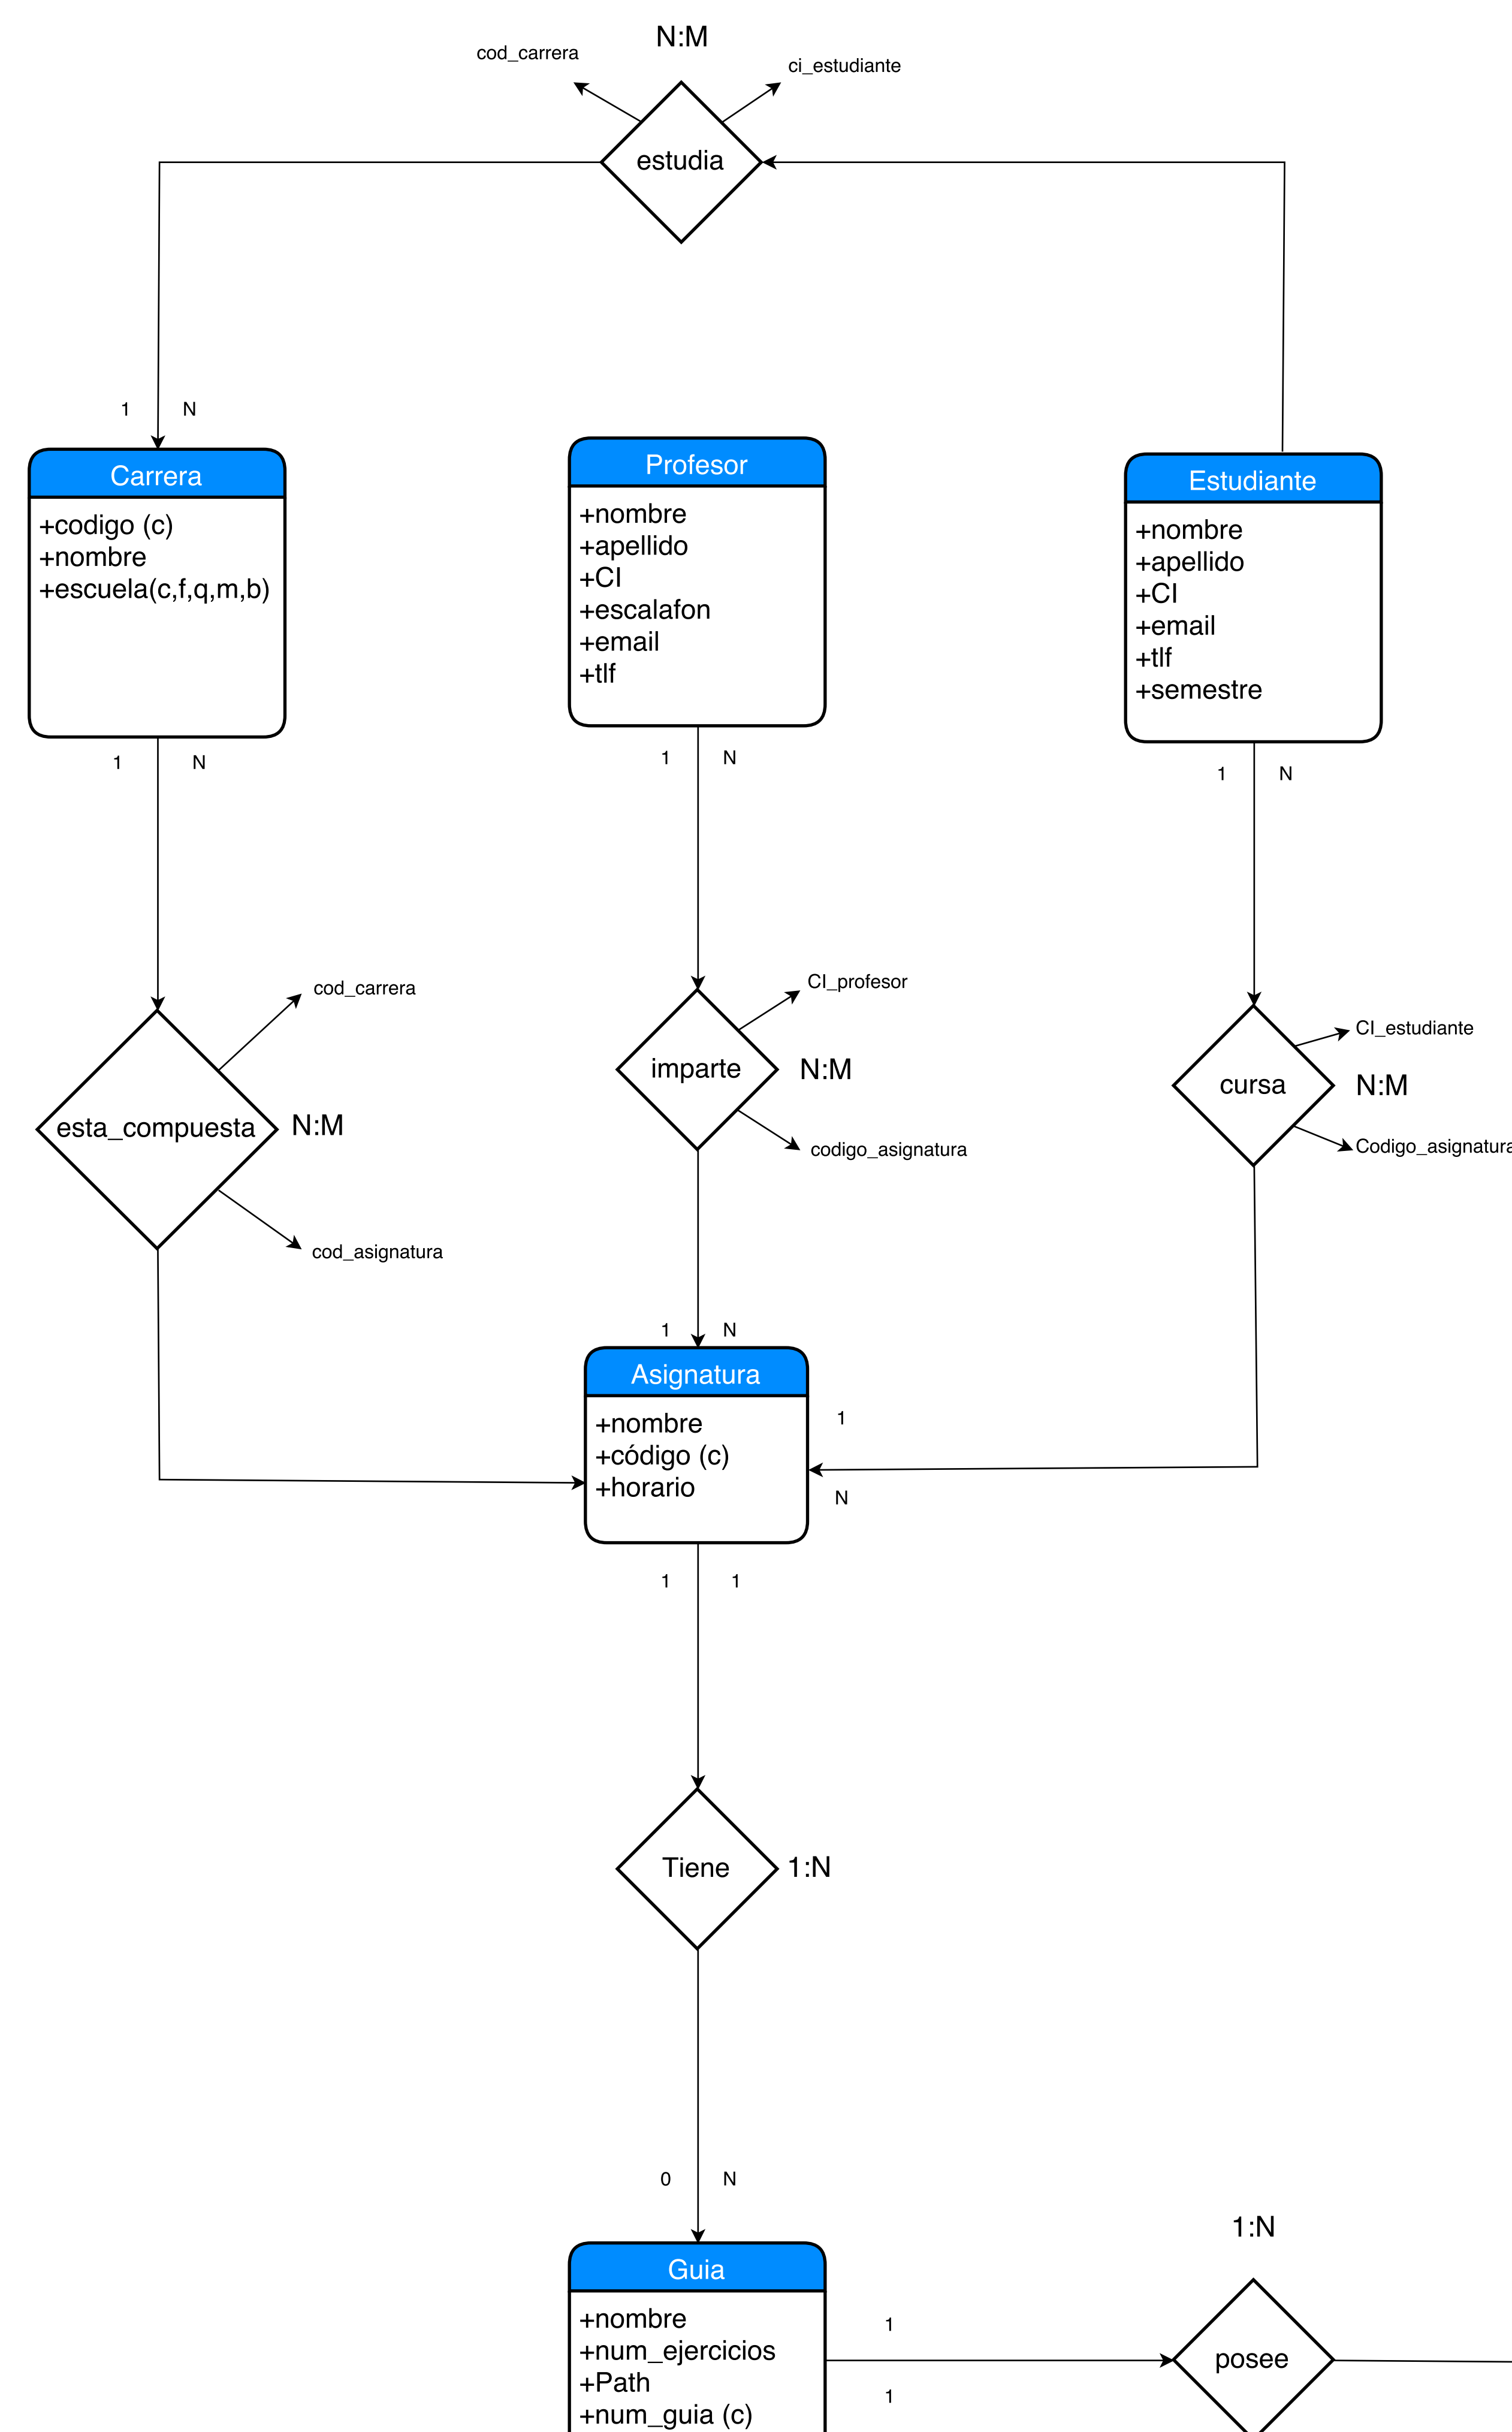 N:M
cod_carrera
ci_estudiante
estudia
1 N
Carrera
+codigo (c)
+nombre
+escuela(c,f,q,m,b)
Profesor
+nombre
+apellido
+CI
+escalafon
+email
+tlf
Estudiante
+nombre
+apellido
+CI
+email
+tlf
+semestre
1 N
1 N
1 N
cod_carrera
esta_compuesta
N:M
cod_asignatura
CI_profesor
imparte
N:M
codigo_asignatura
CI_estudiante
cursa
N:M
Codigo_asignatura
1 N
Asignatura
+nombre
+código (c)
+horario
1
N
1 1
Tiene
1:N
0 N
Guia
+nombre
+num_ejercicios
+Path
+num_guia (c)
1
1
1:N
posee